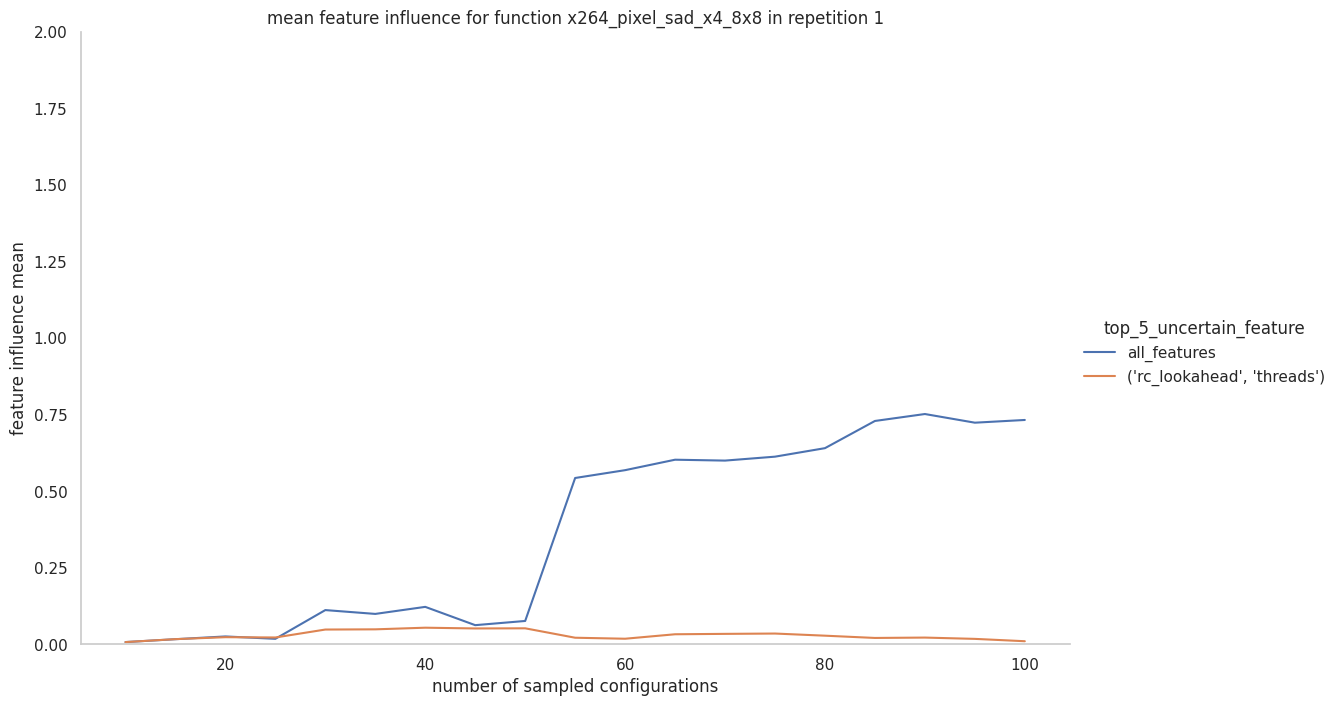 mean feature influence for function x264_pixel_sad_x4_8x8 in repetition 1
2.00
1.75
1.50
1.25
1.00
0.75
0.50
0.25
0.00
feature influence mean
20
40
60
80
100
number of sampled configurations
top_5_uncertain_feature
all_features
('rc_lookahead', 'threads')